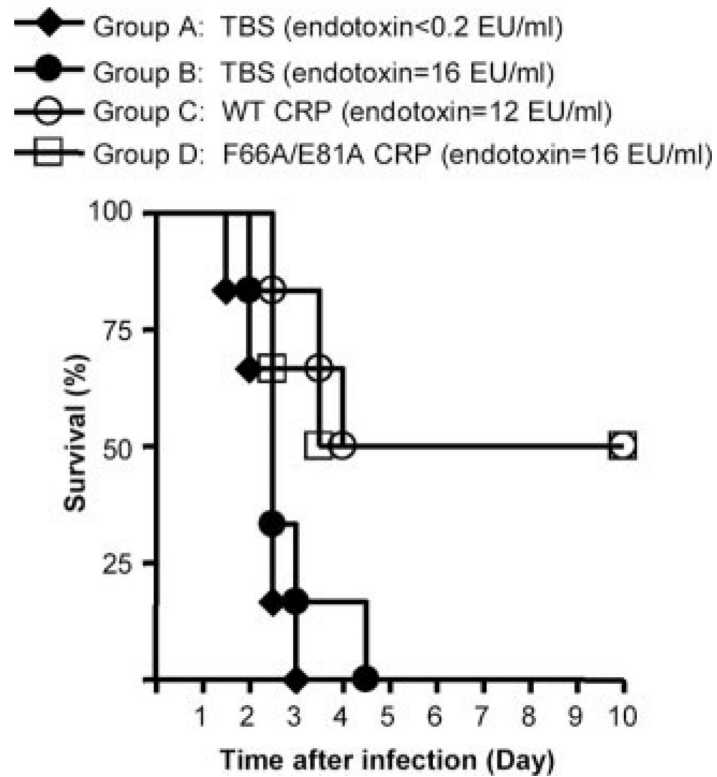 Group A: TBS (endotoxin<0.2 EU/ml)
Group B: TBS (endotoxin=16 EU/ml)
Group C: WT CRP (endotoxin=12 EU/ml)
Group D: F66A/E81A CRP (endotoxin=16 EU/ml)
100
75
50
25
Survival (%)
1 2 3 4 5 6 7 8 9 10
Time after infection (Day)